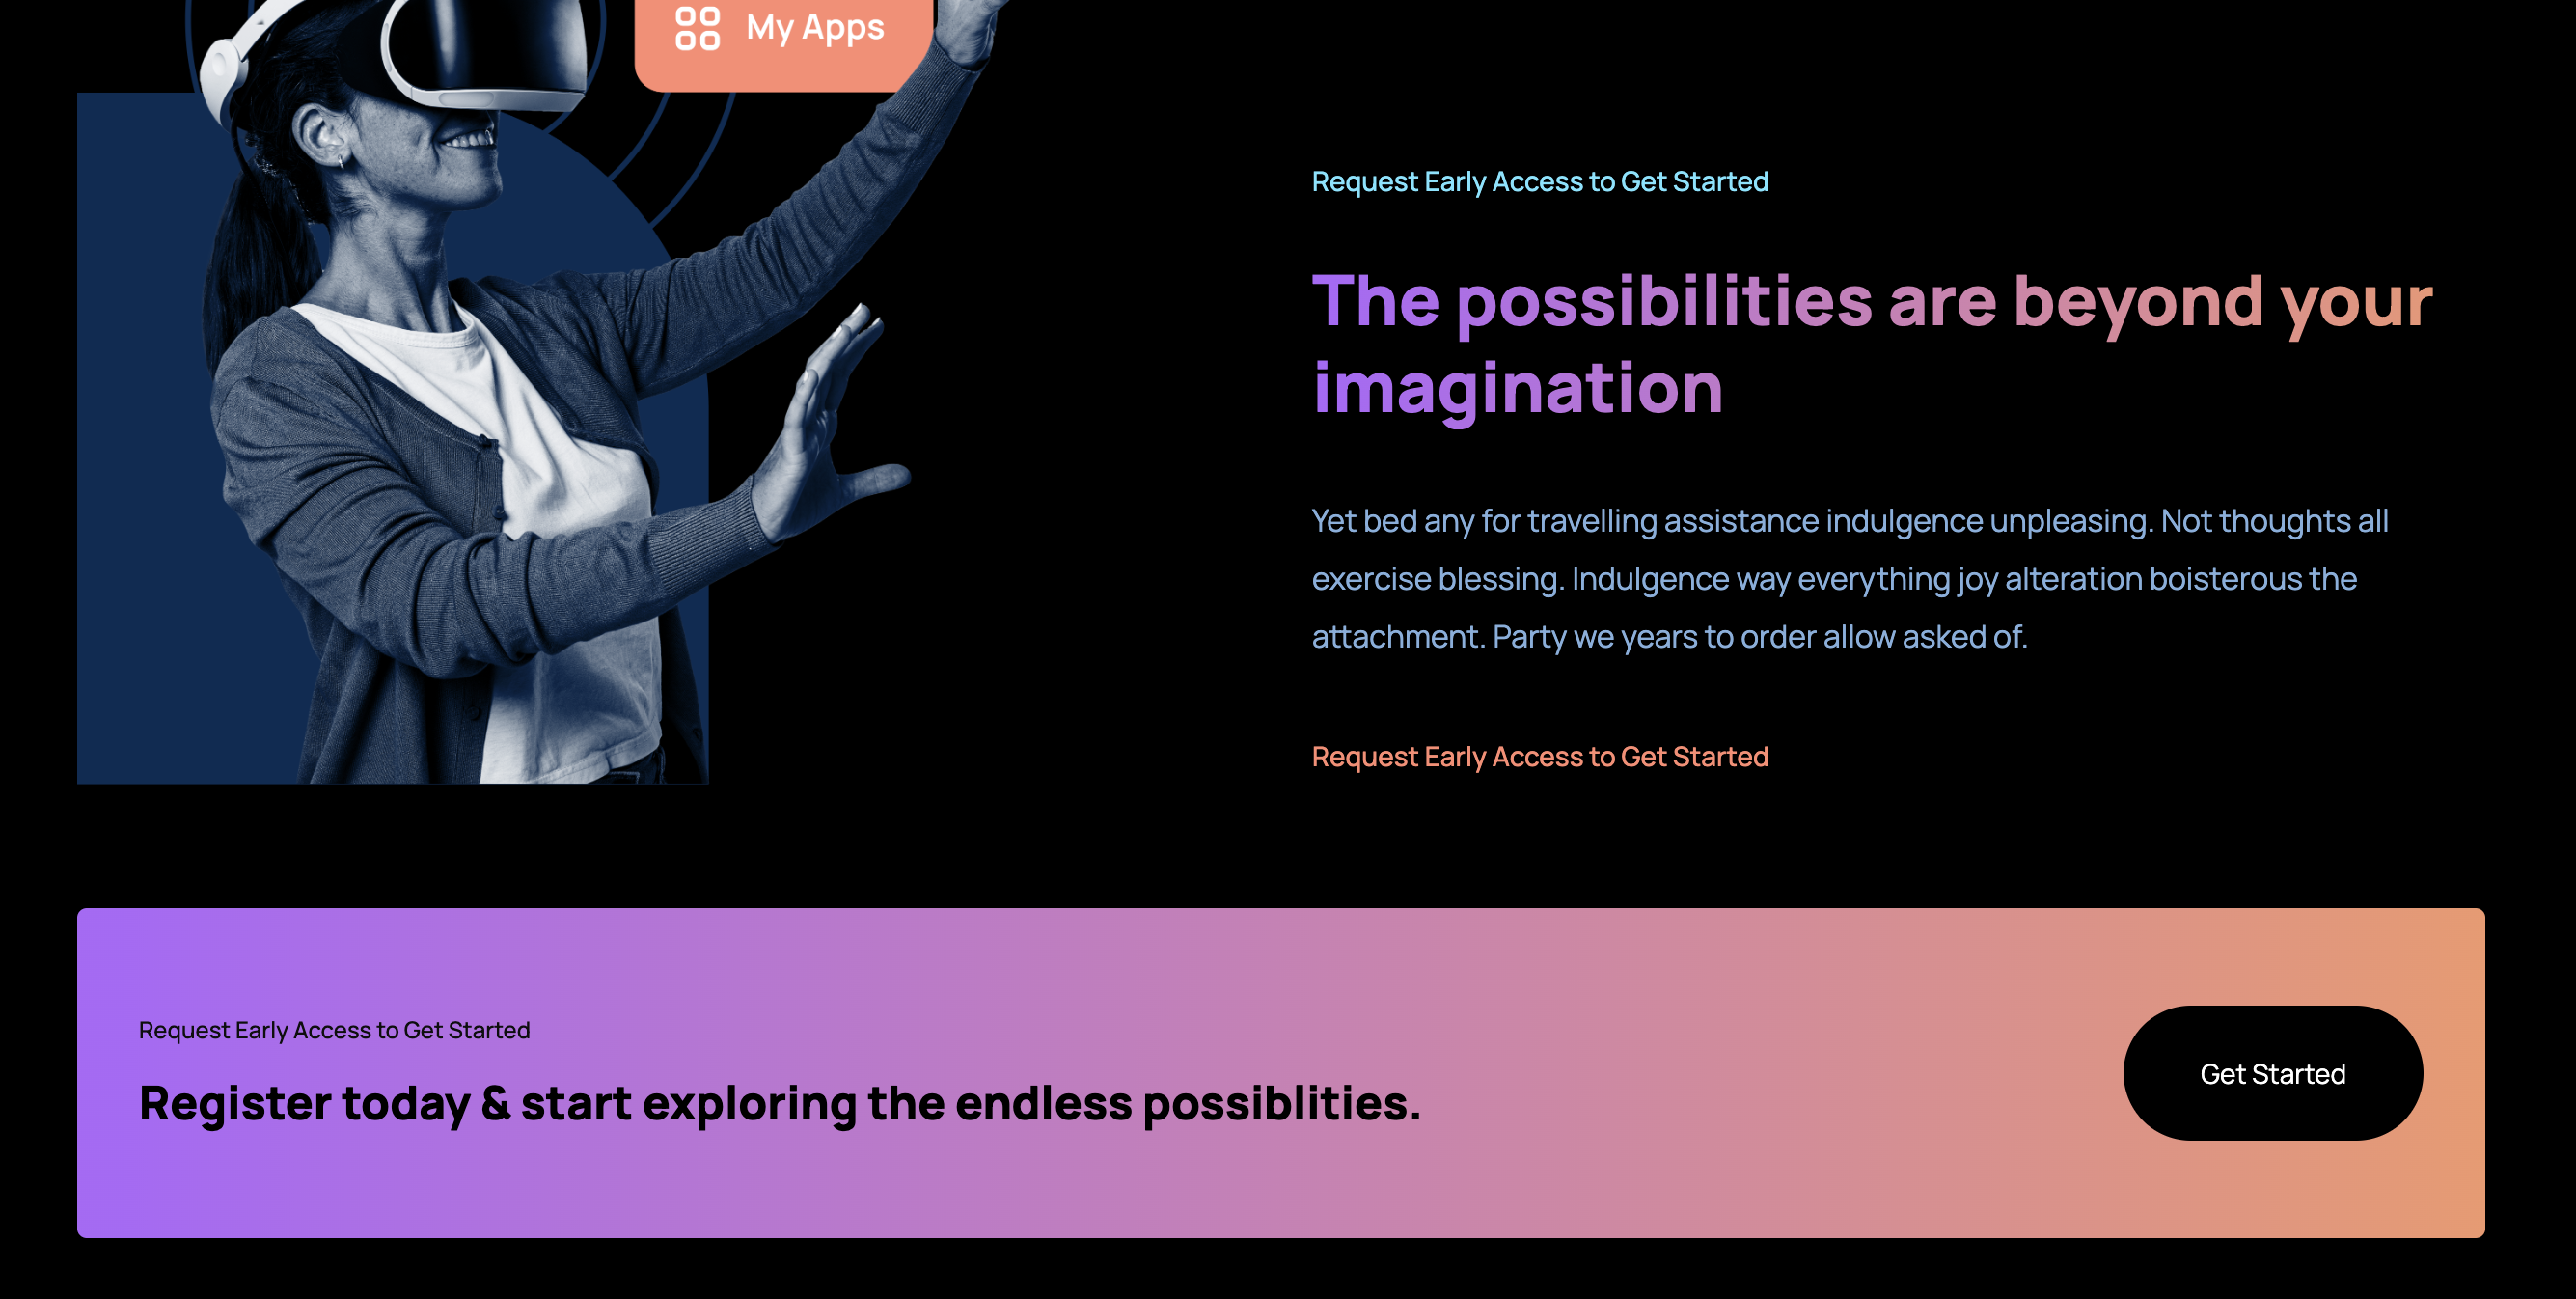 My Apps
Request Early Access to Get Started
The possibilities are beyond your
imagination
Yet bed any for travelling assistance indulgence unpleasing. Not thoughts all
exercise blessing. Indulgence way everything joy alteration boisterous the
attachment. Party we years to order allow asked of.
Request Early Access to Get Started
Request Early Access to Get Started
Register today & start exploring the endless possiblities.
Get Started